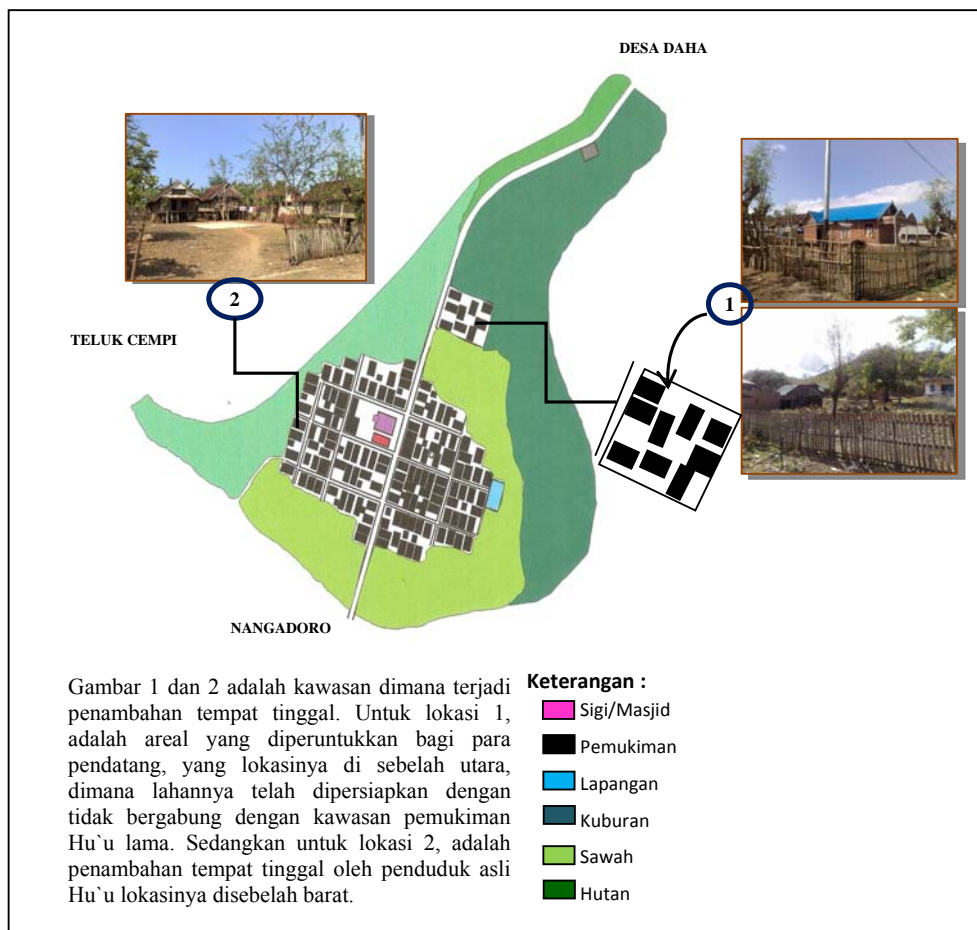 DESA DAHA
2
1
TELUK CEMPI
NANGADORO
Gambar 1 dan 2 adalah kawasan dimana terjadi
penambahan tempat tinggal. Untuk lokasi 1,
adalah areal yang diperuntukkan bagi para
pendatang, yang lokasinya di sebelah utara,
dimana lahannya telah dipersiapkan dengan
tidak bergabung dengan kawasan pemukiman
Hu`u lama. Sedangkan untuk lokasi 2, adalah
penambahan tempat tinggal oleh penduduk asli
Hu`u lokasinya disebelah barat.
Keterangan :
Sigi/Masjid
Pemukiman
Lapangan
Kuburan
Sawah
Hutan